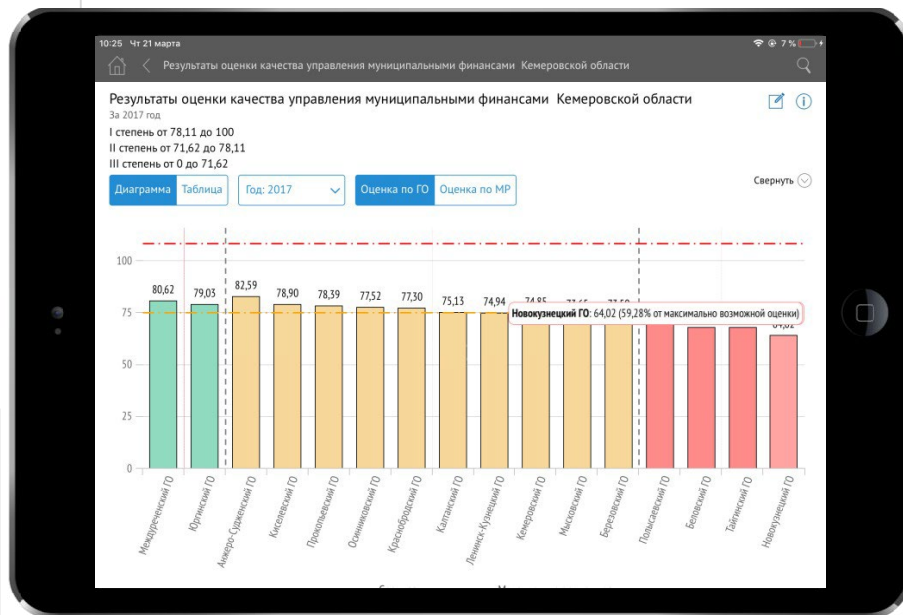 10:25 Чт 21 марта
7 %
Результаты оценки качества управления муниципальными финансами Кемеровской области
Результаты оценки качества управления муниципальными финансами Кемеровской области
За 2017 год
I степень от 78,11 до 100
II степень от 71,62 до 78,11
III степень от 0 до 71,62
Диаграмма Таблица Год: 2017 Оценка по ГО Оценка по МР
Свернуть
100
75
50
25
0
80,62 79,03 82,59 78,90 78,39 77,52 77,30 75,13 74,94 74,85
Новокузнецкий ГО: 64,02 (59,28% от максимально возможной оценки)
Междуреченский ГО
Юргинский ГО
Анжеро-Судженский ГО
Киселевский ГО
Прокопьевский ГО
Осинниковский ГО
Краснобродский ГО
Калтанский ГО
Ленинск-Кузнецкий ГО
Кемеровский ГО
Мысковский ГО
Березовский ГО
Полысаевский ГО
Беловский ГО
Тайгинский ГО
Новокузнецкий ГО